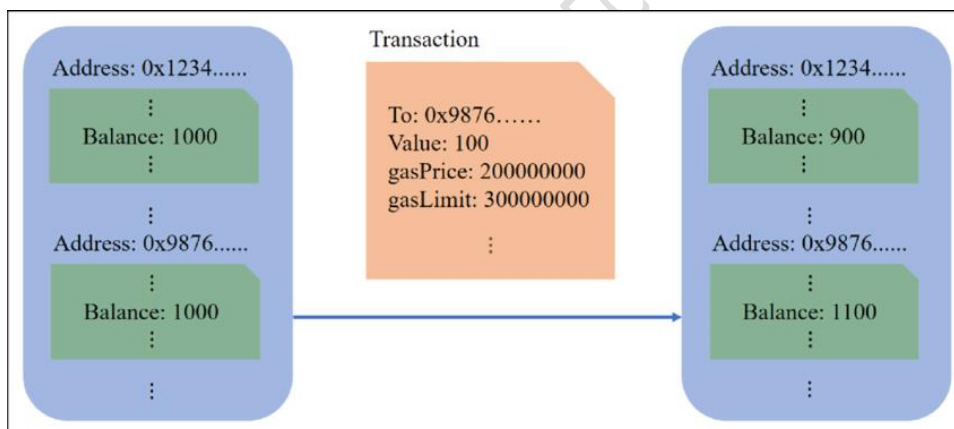 Address: 0x1234......
⋮
Balance: 1000
⋮
⋮
Address: 0x9876......
⋮
Balance: 1000
⋮
⋮
Transaction
To: 0x9876......
Value: 100
gasPrice: 200000000
gasLimit: 300000000
⋮
Address: 0x1234......
⋮
Balance: 900
⋮
⋮
Address: 0x9876......
⋮
Balance: 1100
⋮
⋮